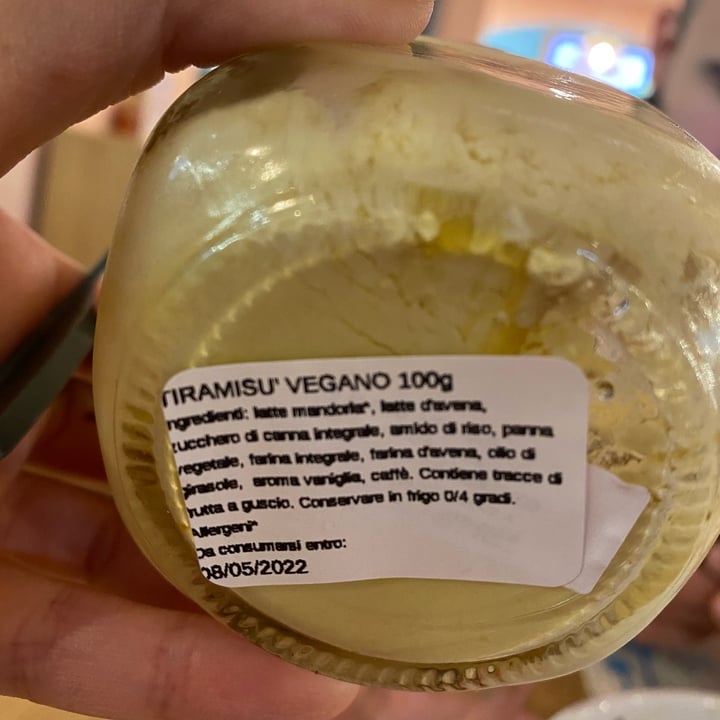 TIRAMISU' VEGANO 100g
ngredienti: latte mandorla*, latte d'avena,
zucchero di canna integrale, amido di riso, panna
vegetale, farina integrale, farina d'avena, olio di
girasole, aroma vaniglia, caffè. Contiene tracce di
frutta a guscio. Conservare in frigo 0/4 gradi.
Allergeni*
Da consumarsi entro:
08/05/2022